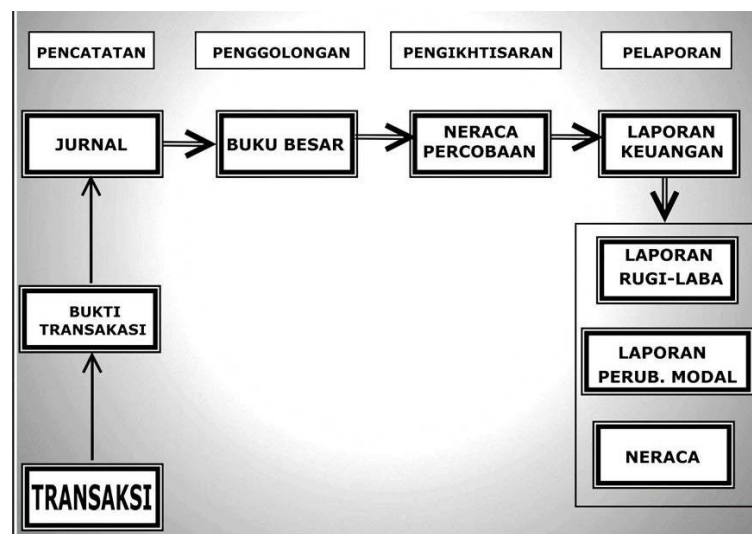 PENCATATAN
PENGGOLONGAN
PENGIKHTISARAN
PELAPORAN
JURNAL
BUKU BESAR
NERACA
PERCOBAAN
LAPORAN
KEUANGAN
BUKTI
TRANSAKASI
TRANSAKSI
LAPORAN
RUGI-LABA
LAPORAN
PERUB. MODAL
NERACA